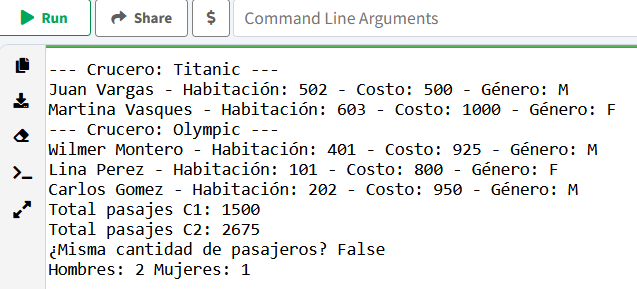 Run
Share
$
Command Line Arguments
--- Crucero: Titanic ---
Juan Vargas - Habitación: 502 - Costo: 500 - Género: M
Martina Vasques - Habitación: 603 - Costo: 1000 - Género: F
--- Crucero: Olympic ---
Wilmer Montero - Habitación: 401 - Costo: 925 - Género: M
Lina Perez - Habitación: 101 - Costo: 800 - Género: F
Carlos Gomez - Habitación: 202 - Costo: 950 - Género: M
Total pasajes C1: 1500
Total pasajes C2: 2675
¿Misma cantidad de pasajeros? False
Hombres: 2 Mujeres: 1